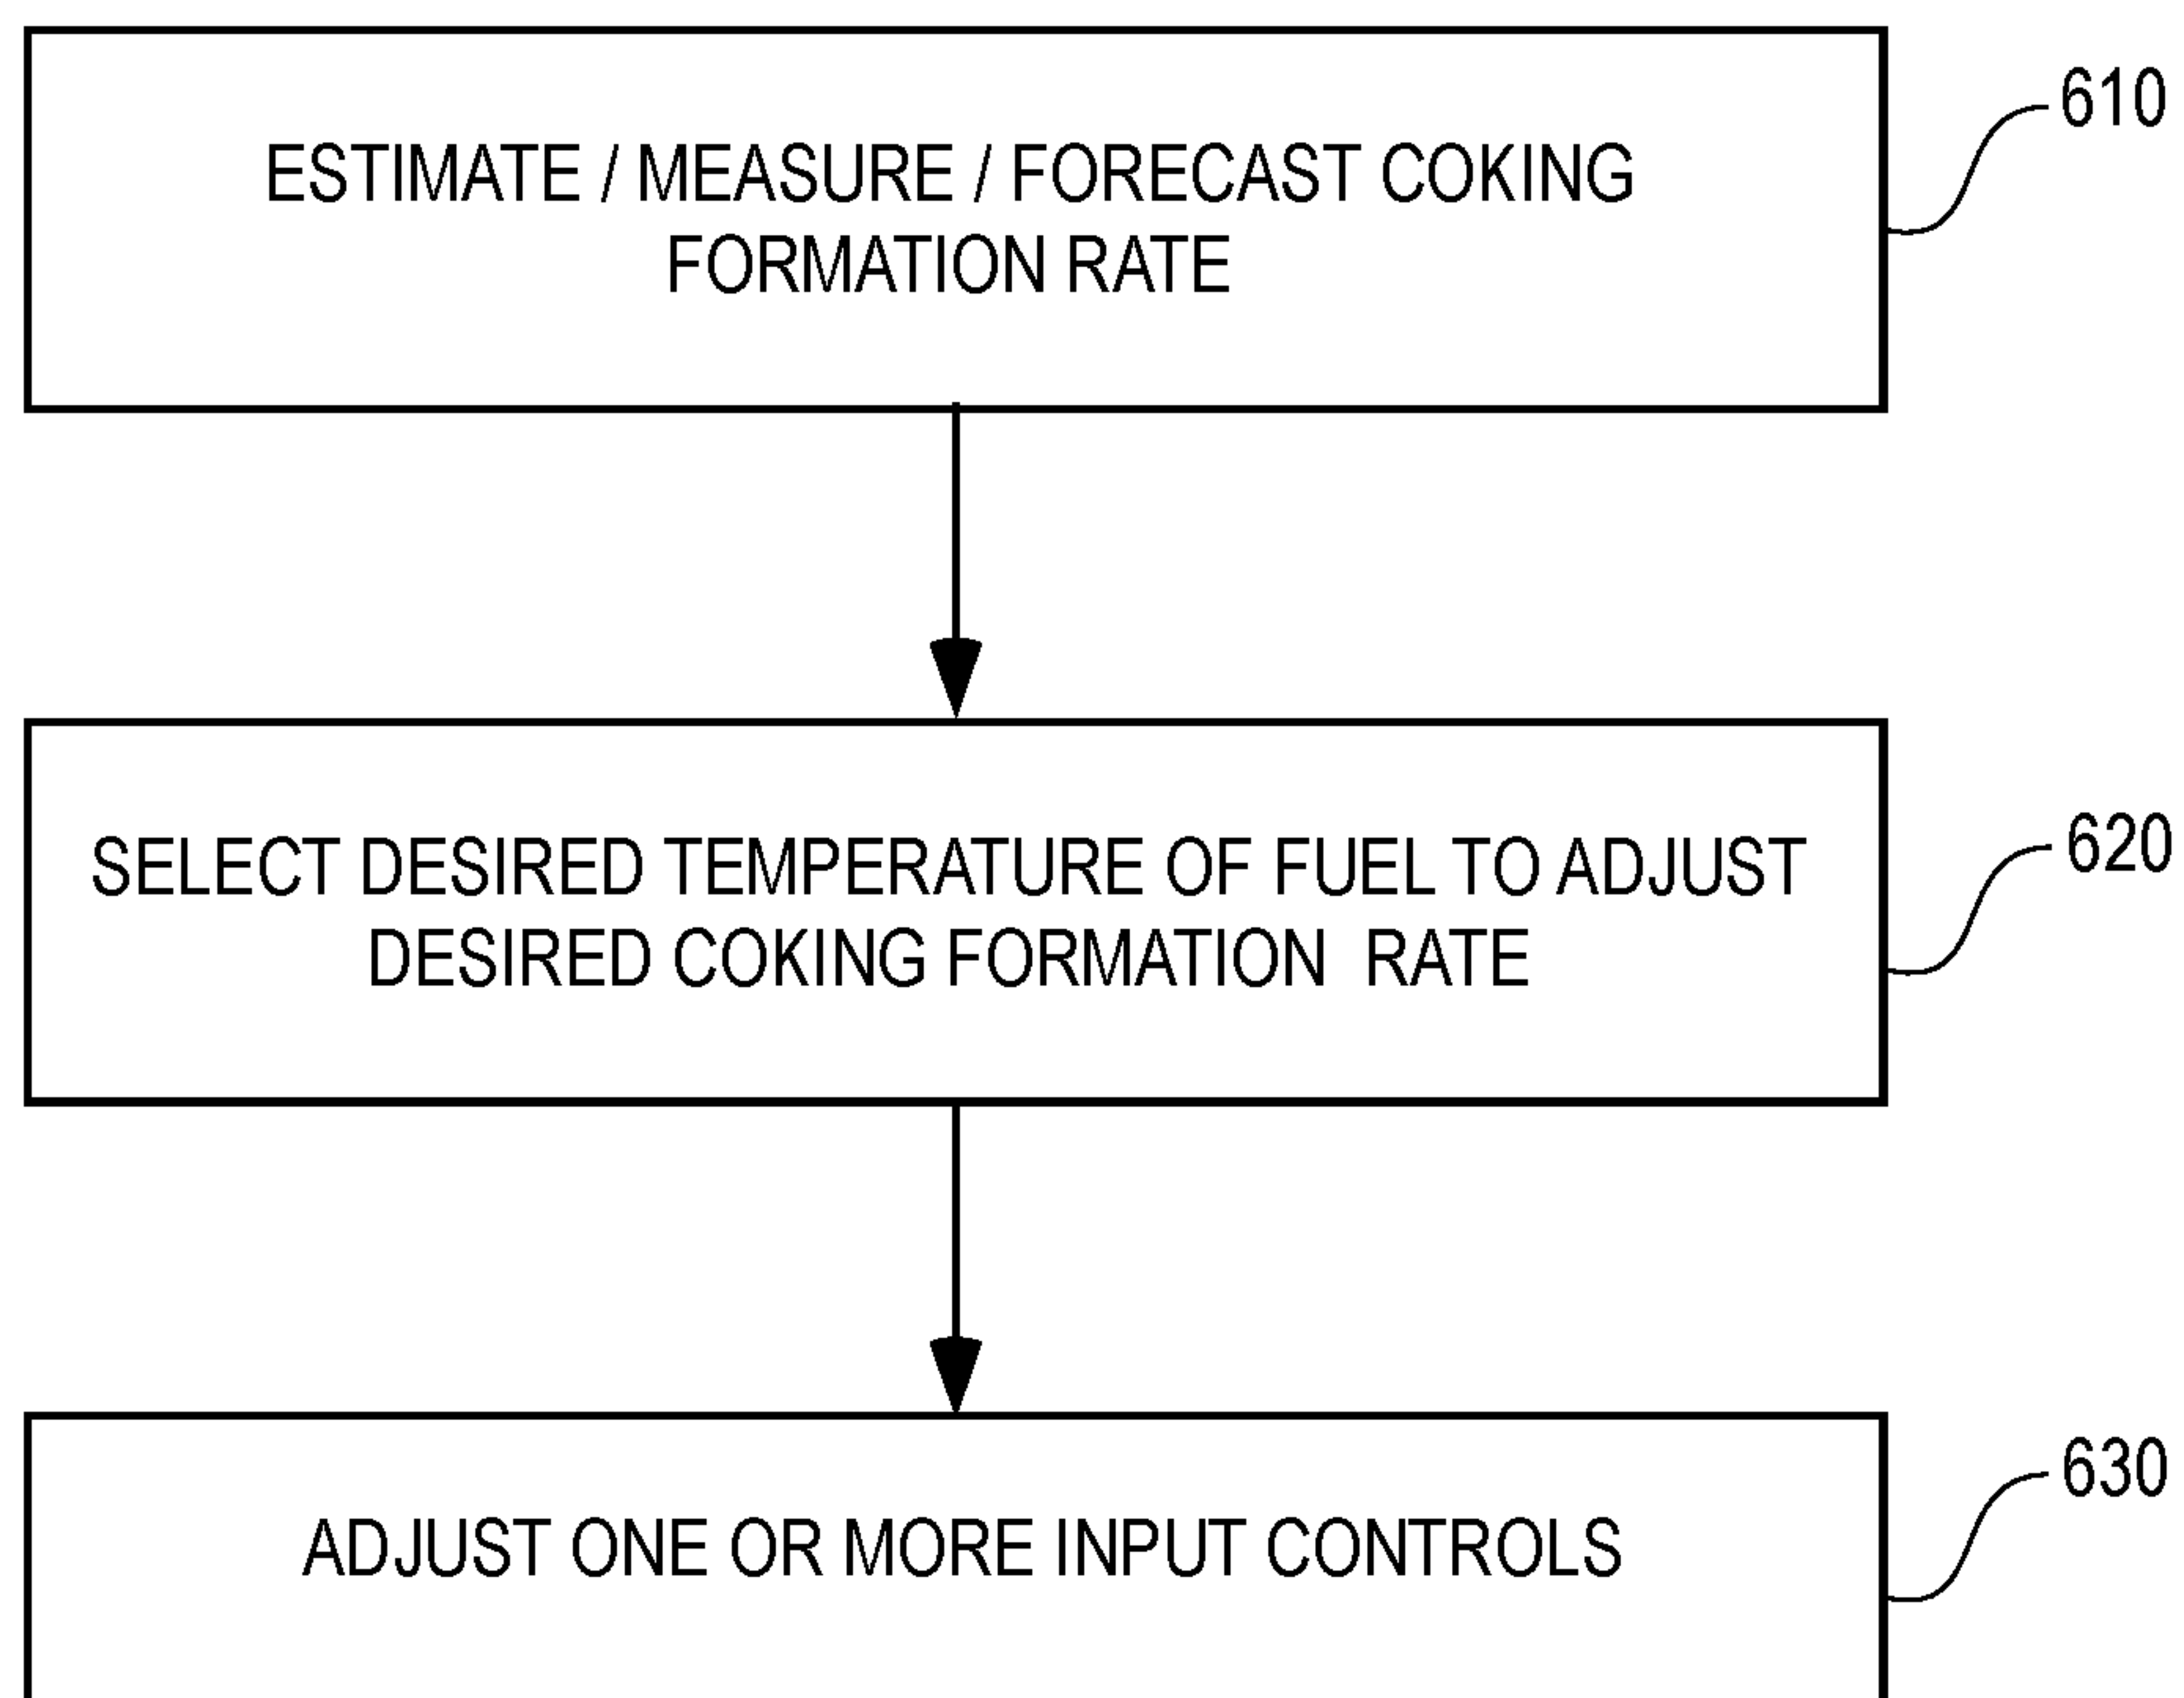 ESTIMATE / MEASURE / FORECAST COKING
FORMATION RATE
610
SELECT DESIRED TEMPERATURE OF FUEL TO ADJUST
DESIRED COKING FORMATION RATE
620
ADJUST ONE OR MORE INPUT CONTROLS
630